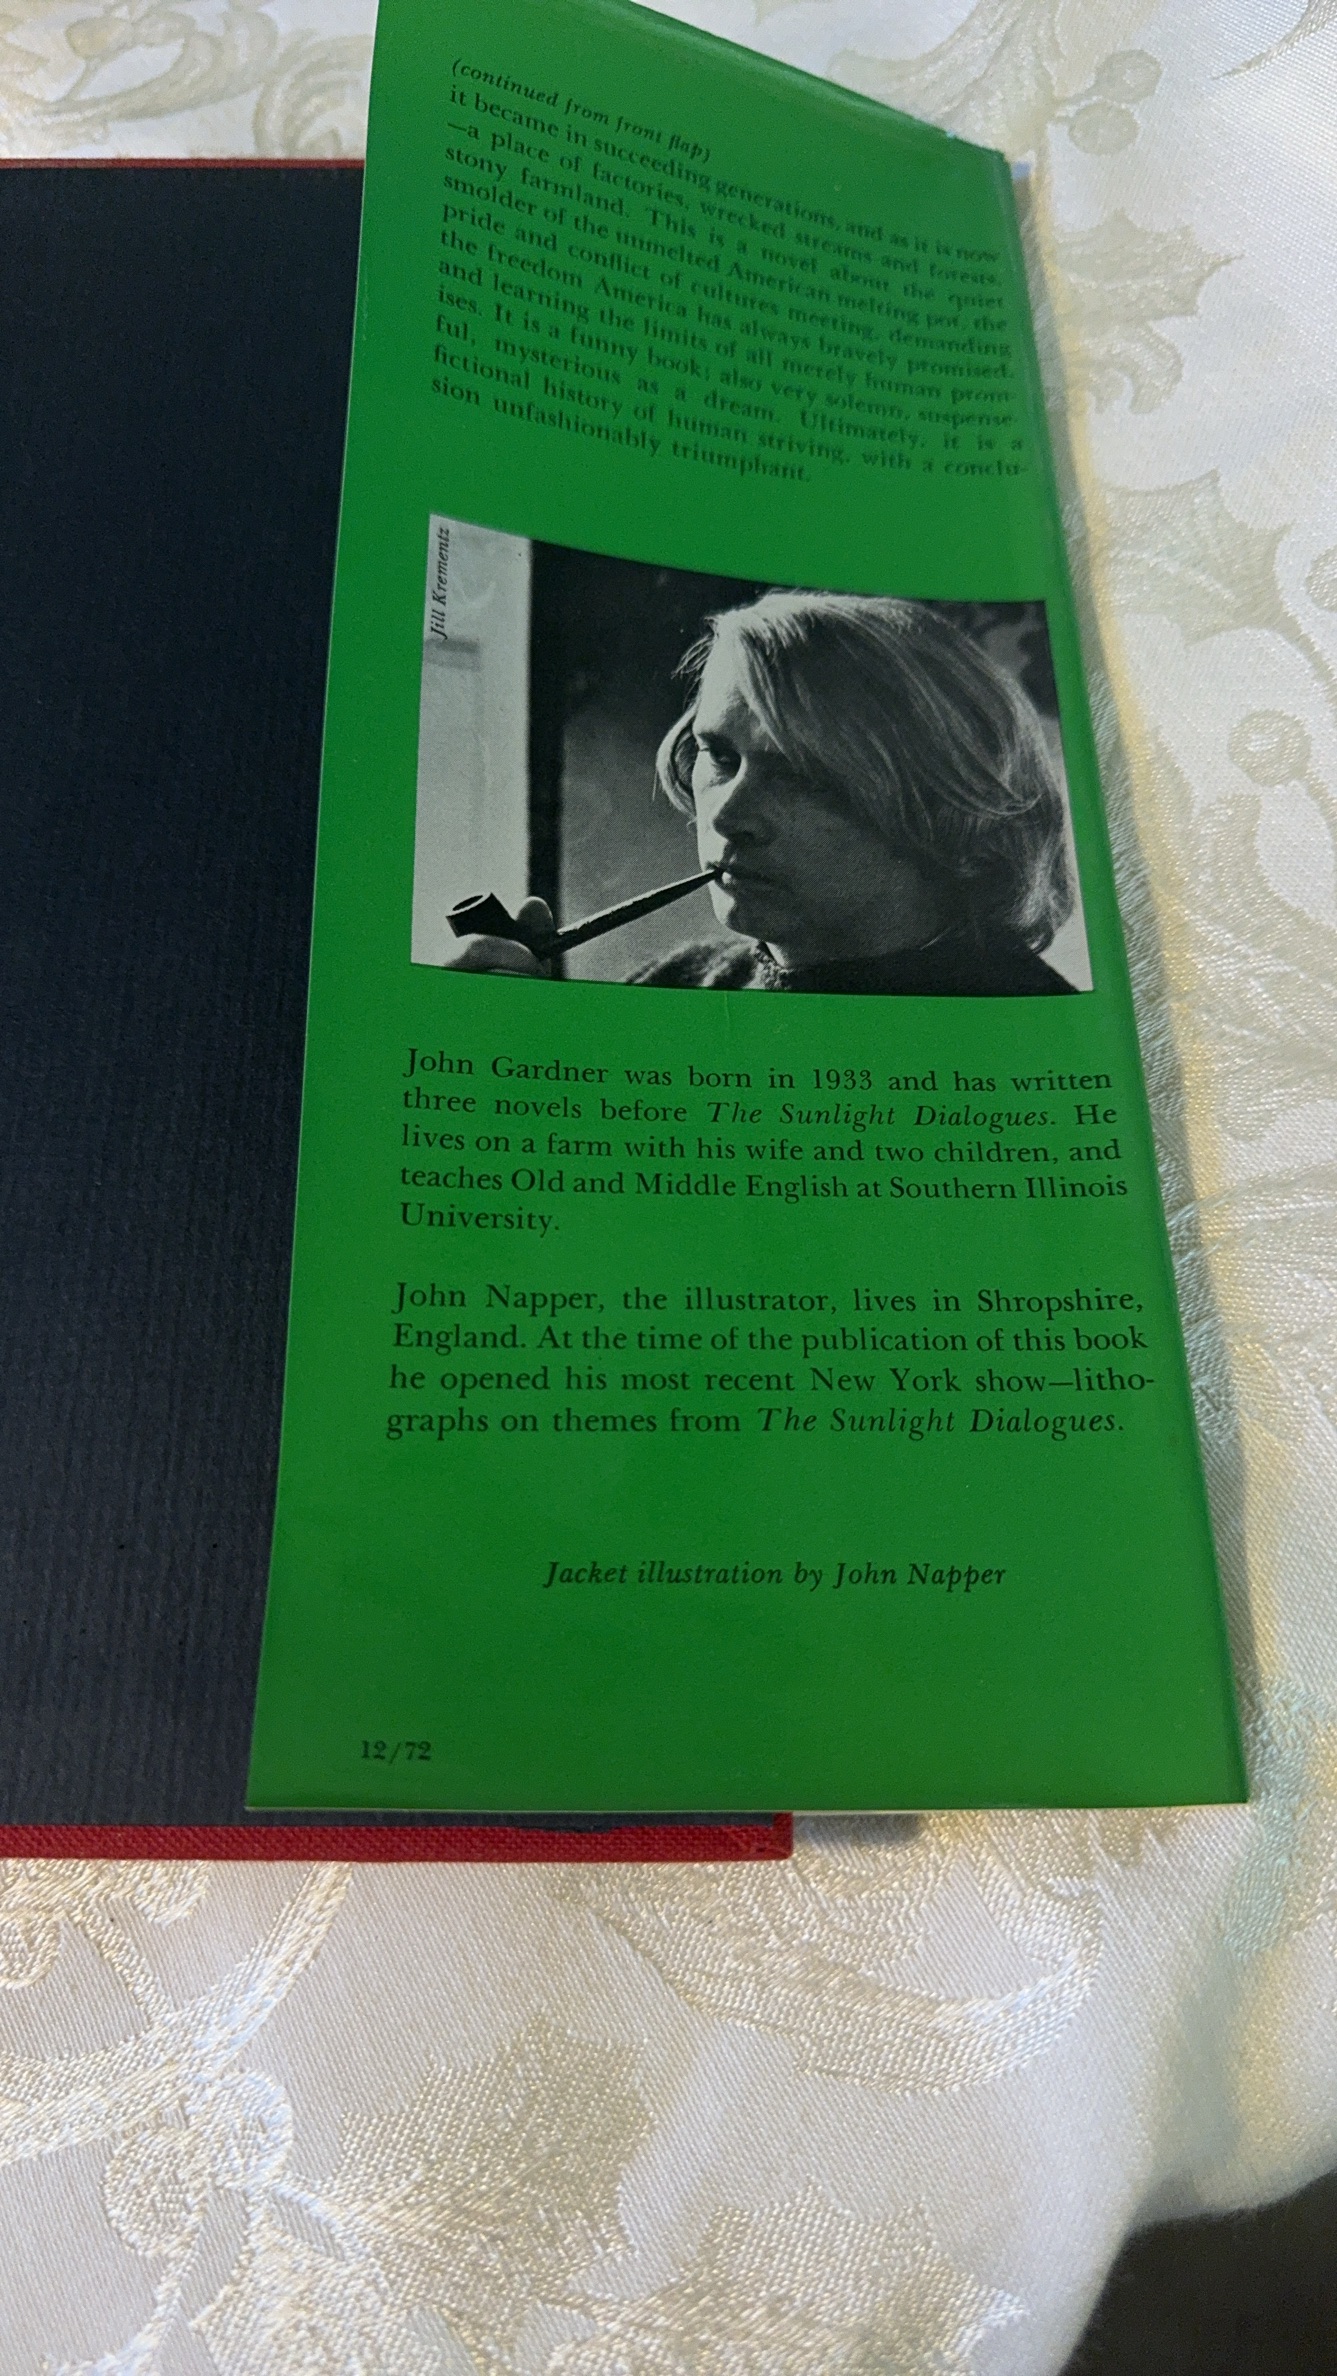 (continued from front flap)
it became in succeeding generations, and as it is now
—a place of factories, wrecked streams and forests,
stony farmland. This is a novel about the quiet
smolder of the unmelted American melting pot, the
pride and conflict of cultures meeting, demanding
the freedom America has always bravely promised,
and learning the limits of all merely human prom-
ises. It is a funny book; also very solemn, suspense-
ful, mysterious as a dream. Ultimately, it is a
fictional history of human striving, with a conclu-
sion unfashionably triumphant.
Jill Krementz
John Gardner was born in 1933 and has written
three novels before The Sunlight Dialogues. He
lives on a farm with his wife and two children, and
teaches Old and Middle English at Southern Illinois
University.
John Napper, the illustrator, lives in Shropshire,
England. At the time of the publication of this book
he opened his most recent New York show—litho-
graphs on themes from The Sunlight Dialogues.
Jacket illustration by John Napper
12/72